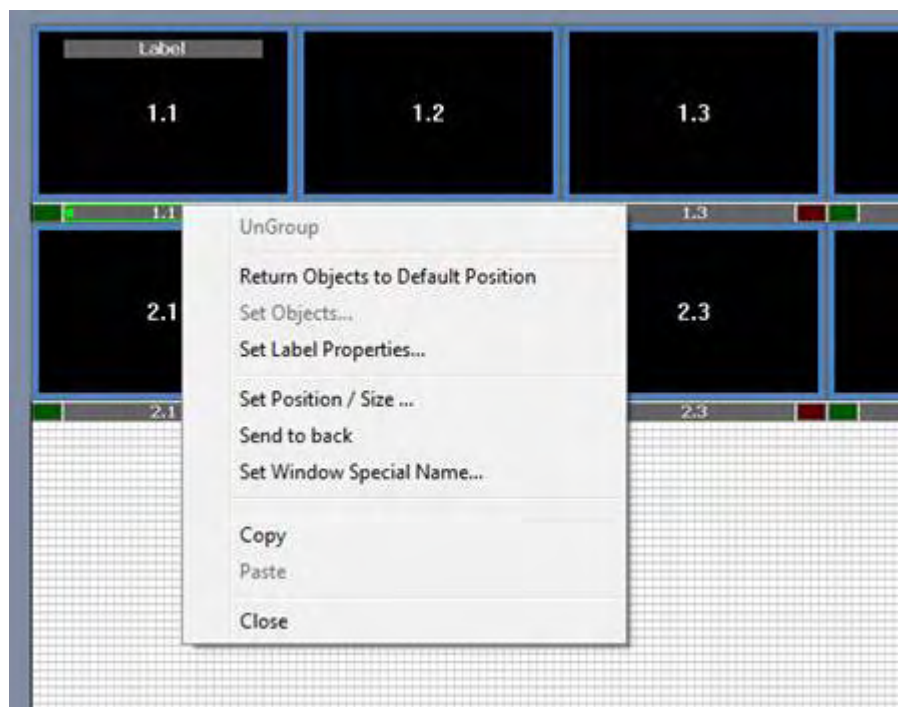 Label
1.1 1.2 1.3
1.1 1.3
UnGroup
Return Objects to Default Position
Set Objects...
2.1 2.3
Set Label Properties...
Set Position / Size ...
2.1 2.3
Send to back
Set Window Special Name...
Copy
Paste
Close